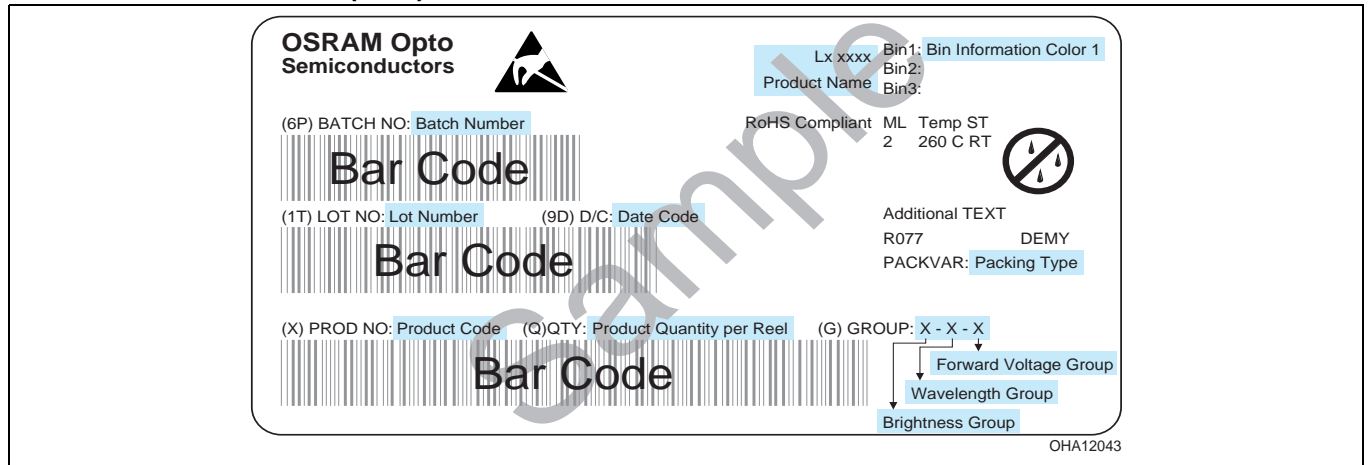 OSRAM Opto
Semiconductors
Lx xxxx
Product Name
Bin1: Bin Information Color 1
Bin2:
Bin3:
(6P) BATCH NO: Batch Number
Bar Code
RoHS Compliant
ML Temp ST
2 260 C RT
(1T) LOT NO: Lot Number (9D) D/C: Date Code
Bar Code
Additional TEXT
R077 DEMY
PACKVAR: Packing Type
(X) PROD NO: Product Code (Q)QTY: Product Quantity per Reel (G) GROUP: X - X - X
Bar Code
Forward Voltage Group
Wavelength Group
Brightness Group
Sample
OHA12043